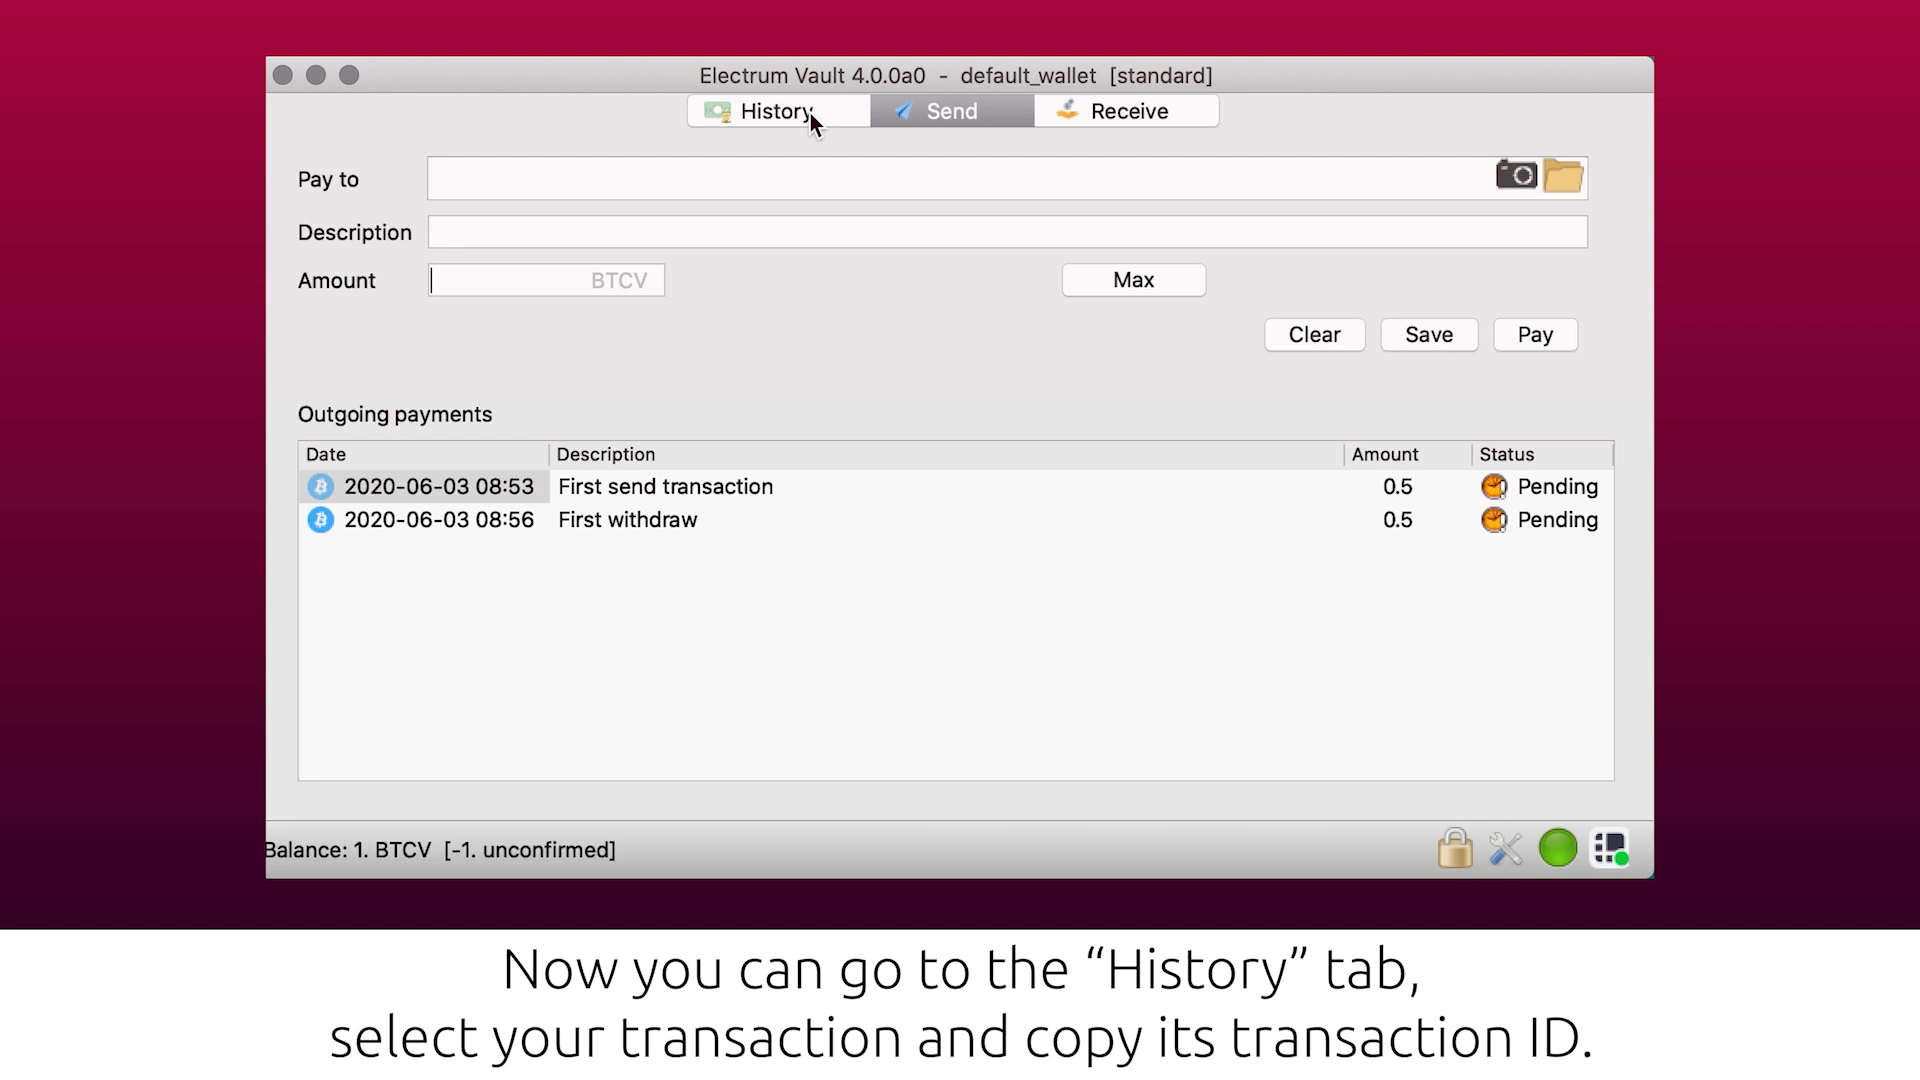 Electrum Vault 4.0.0a0 - default_wallet [standard]
History Send Receive
Pay to
Description
Amount BTCV Max
Clear Save Pay
Outgoing payments
Date Description Amount Status
2020-06-03 08:53 First send transaction 0.5 Pending
2020-06-03 08:56 First withdraw 0.5 Pending
Balance: 1. BTCV [-1. unconfirmed]
Now you can go to the “History” tab,
select your transaction and copy its transaction ID.